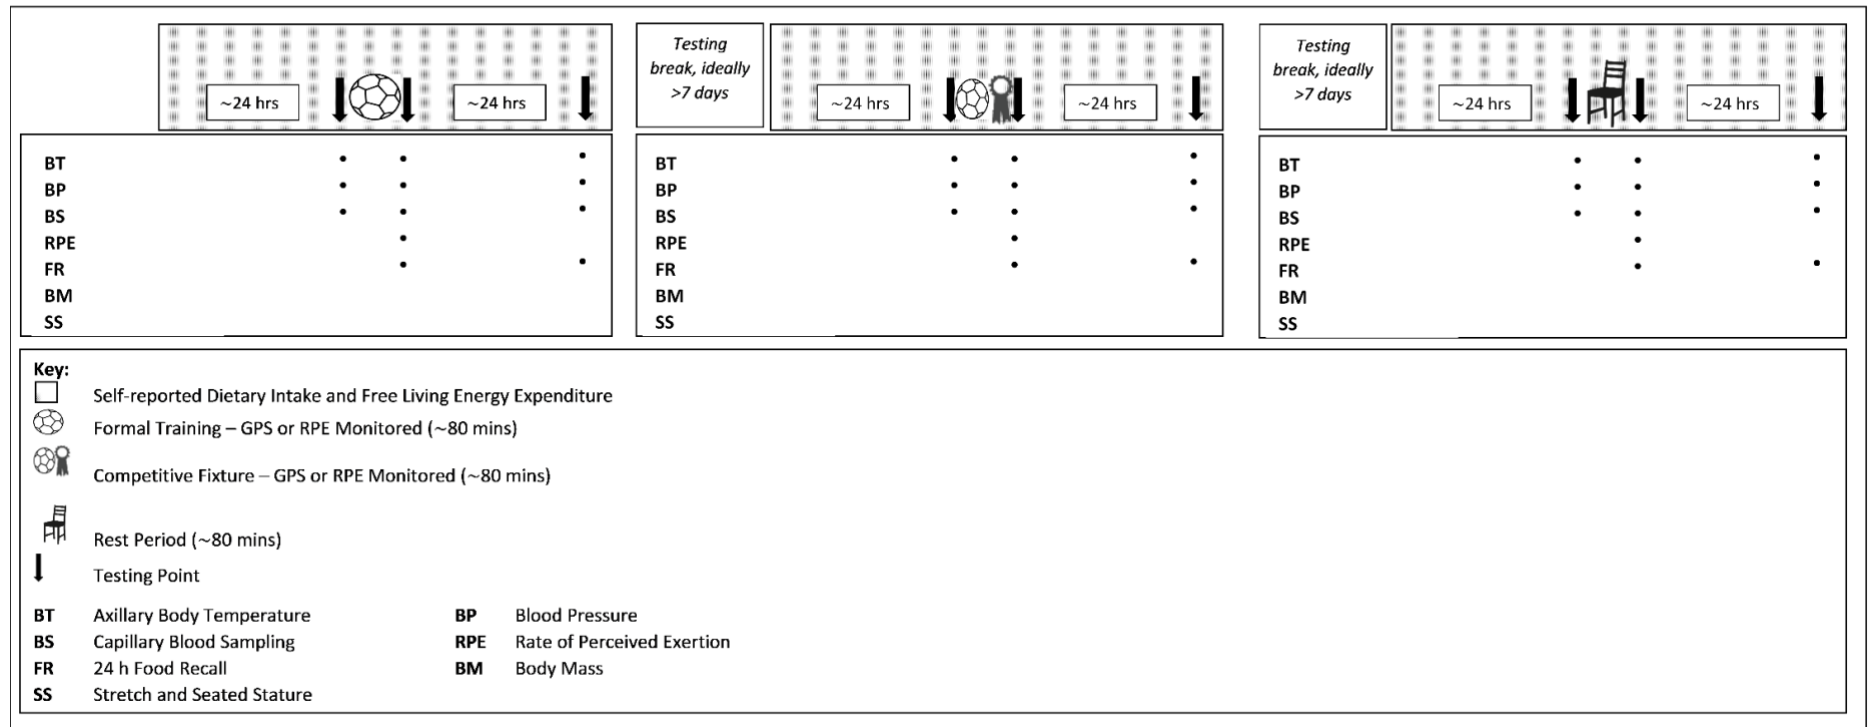 ~24 hrs
~24 hrs
Testing
break, ideally
>7 days
~24 hrs
~24 hrs
Testing
break, ideally
>7 days
~24 hrs
~24 hrs
BT
BP
BS
RPE
FR
BM
SS
BT
BP
BS
RPE
FR
BM
SS
BT
BP
BS
RPE
FR
BM
SS
Key:
Self-reported Dietary Intake and Free Living Energy Expenditure
Formal Training – GPS or RPE Monitored (~80 mins)
Competitive Fixture – GPS or RPE Monitored (~80 mins)
Rest Period (~80 mins)
Testing Point
BT Axillary Body Temperature BP Blood Pressure
BS Capillary Blood Sampling RPE Rate of Perceived Exertion
FR 24 h Food Recall BM Body Mass
SS Stretch and Seated Stature